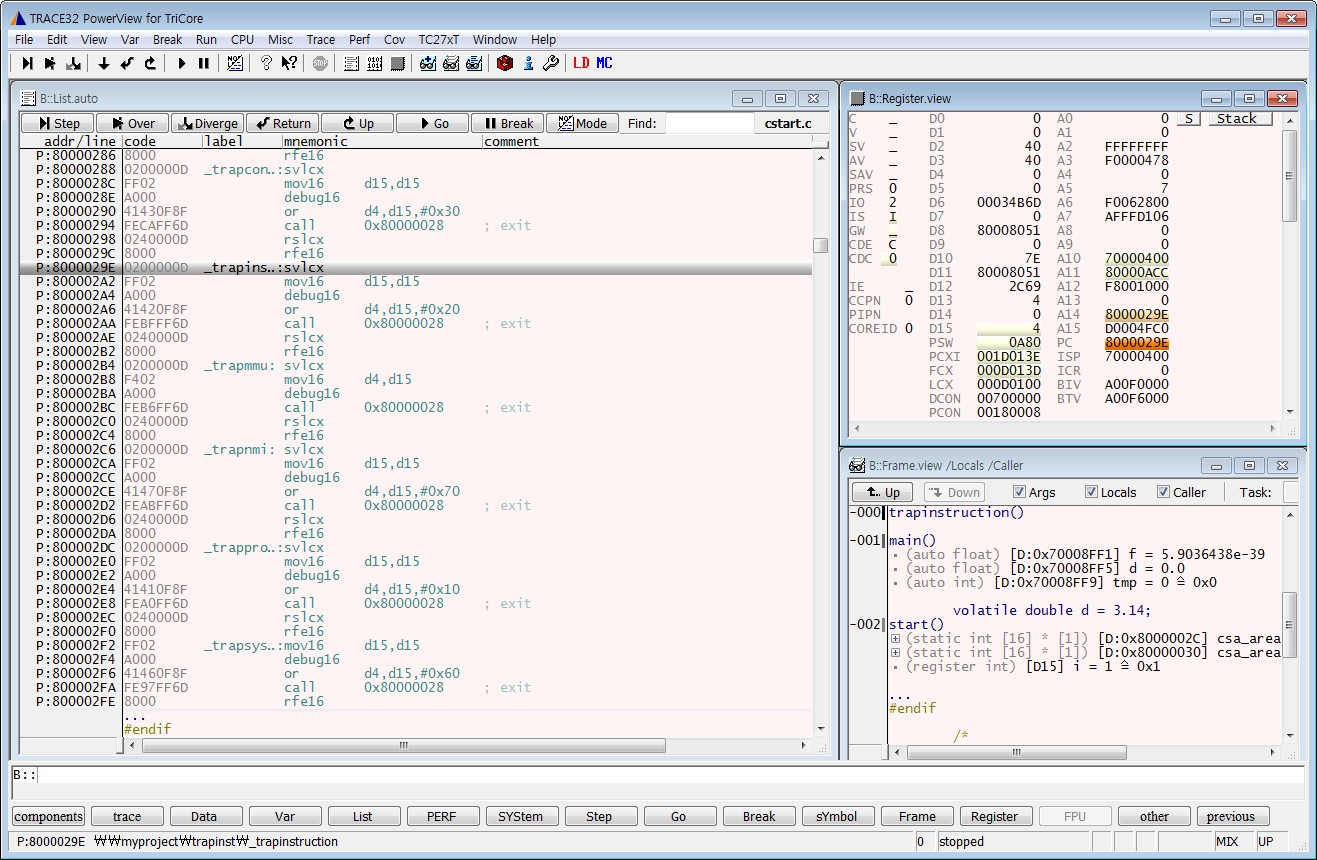 TRACE32 PowerView for TriCore
File Edit View Var Break Run CPU Misc Trace Perf Cov TC27xT Window Help
LD MC
B::List.auto
Step Over Diverge Return Up Go Break Mode Find: cstart.c
addr/line code label mnemonic comment
P:80000286 8000 rfe16
P:80000288 0200000D _trapcon..:svlcx
P:8000028C FF02 mov16 d15,d15
P:8000028E A000 debug16
P:80000290 41430F8F or d4,d15,#0x30
P:80000294 FECAFF6D call 0x80000028 ; exit
P:80000298 0240000D rslcx
P:8000029C 8000 rfe16
P:8000029E 0200000D _trapins..:svlcx
P:800002A2 FF02 mov16 d15,d15
P:800002A4 A000 debug16
P:800002A6 41420F8F or d4,d15,#0x20
P:800002AA FEBFFF6D call 0x80000028 ; exit
P:800002AE 0240000D rslcx
P:800002B2 8000 rfe16
P:800002B4 0200000D _trapmmu: svlcx
P:800002B8 F402 mov16 d4,d15
P:800002BA A000 debug16
P:800002BC FEB6FF6D call 0x80000028 ; exit
P:800002C0 0240000D rslcx
P:800002C4 8000 rfe16
P:800002C6 0200000D _trapnmi: svlcx
P:800002CA FF02 mov16 d15,d15
P:800002CC A000 debug16
P:800002CE 41470F8F or d4,d15,#0x70
P:800002D2 FEABFF6D call 0x80000028 ; exit
P:800002D6 0240000D rslcx
P:800002DA 8000 rfe16
P:800002DC 0200000D _trappro..:svlcx
P:800002E0 FF02 mov16 d15,d15
P:800002E2 A000 debug16
P:800002E4 41410F8F or d4,d15,#0x10
P:800002E8 FEA0FF6D call 0x80000028 ; exit
P:800002EC 0240000D rslcx
P:800002F0 8000 rfe16
P:800002F2 FF02 _trapsys..:mov16 d15,d15
P:800002F4 A000 debug16
P:800002F6 41460F8F or d4,d15,#0x60
P:800002FA FE97FF6D call 0x80000028 ; exit
P:800002FE 8000 rfe16
...
#endif
B::Register.view
C _ D0 0 A0 0 S Stack
V _ D1 0 A1 0
SV _ D2 40 A2 FFFFFFFF
AV _ D3 40 A3 F0000478
SAV _ D4 0 A4 0
PRS 0 D5 0 A5 7
IO 2 D6 00034B6D A6 F0062800
IS I D7 0 A7 AFFFD106
GW _ D8 80008051 A8 0
CDE C D9 0 A9 0
CDC 0 D10 7E A10 70000400
D11 80008051 A11 80000ACC
IE _ D12 2C69 A12 F8001000
CCPN 0 D13 4 A13 0
PIPN D14 0 A14 8000029E
COREID 0 D15 4 A15 D0004FC0
PSW 0A80 PC 8000029E
PCXI 001D013E ISP 70000400
FCX 000D013D ICR 0
LCX 000D0100 BIV A00F0000
DCON 00700000 BTV A00F6000
PCON 00180008
B::Frame.view /Locals /Caller
Up Down Args Locals Caller Task:
-000 trapinstruction()
-001 main()
(auto float) [D:0x70008FF1] f = 5.9036438e-39
(auto float) [D:0x70008FF5] d = 0.0
(auto int) [D:0x70008FF9] tmp = 0 ≙ 0x0
volatile double d = 3.14;
-002 start()
(static int [16] * [1]) [D:0x8000002C] csa_area
(static int [16] * [1]) [D:0x80000030] csa_area
(register int) [D15] i = 1 ≙ 0x1
...
#endif
/*
B::
components trace Data Var List PERF SYStem Step Go Break sYmbol Frame Register FPU other previous
P:8000029E ₩₩myproject₩trapinst₩_trapinstruction 0 stopped MIX UP